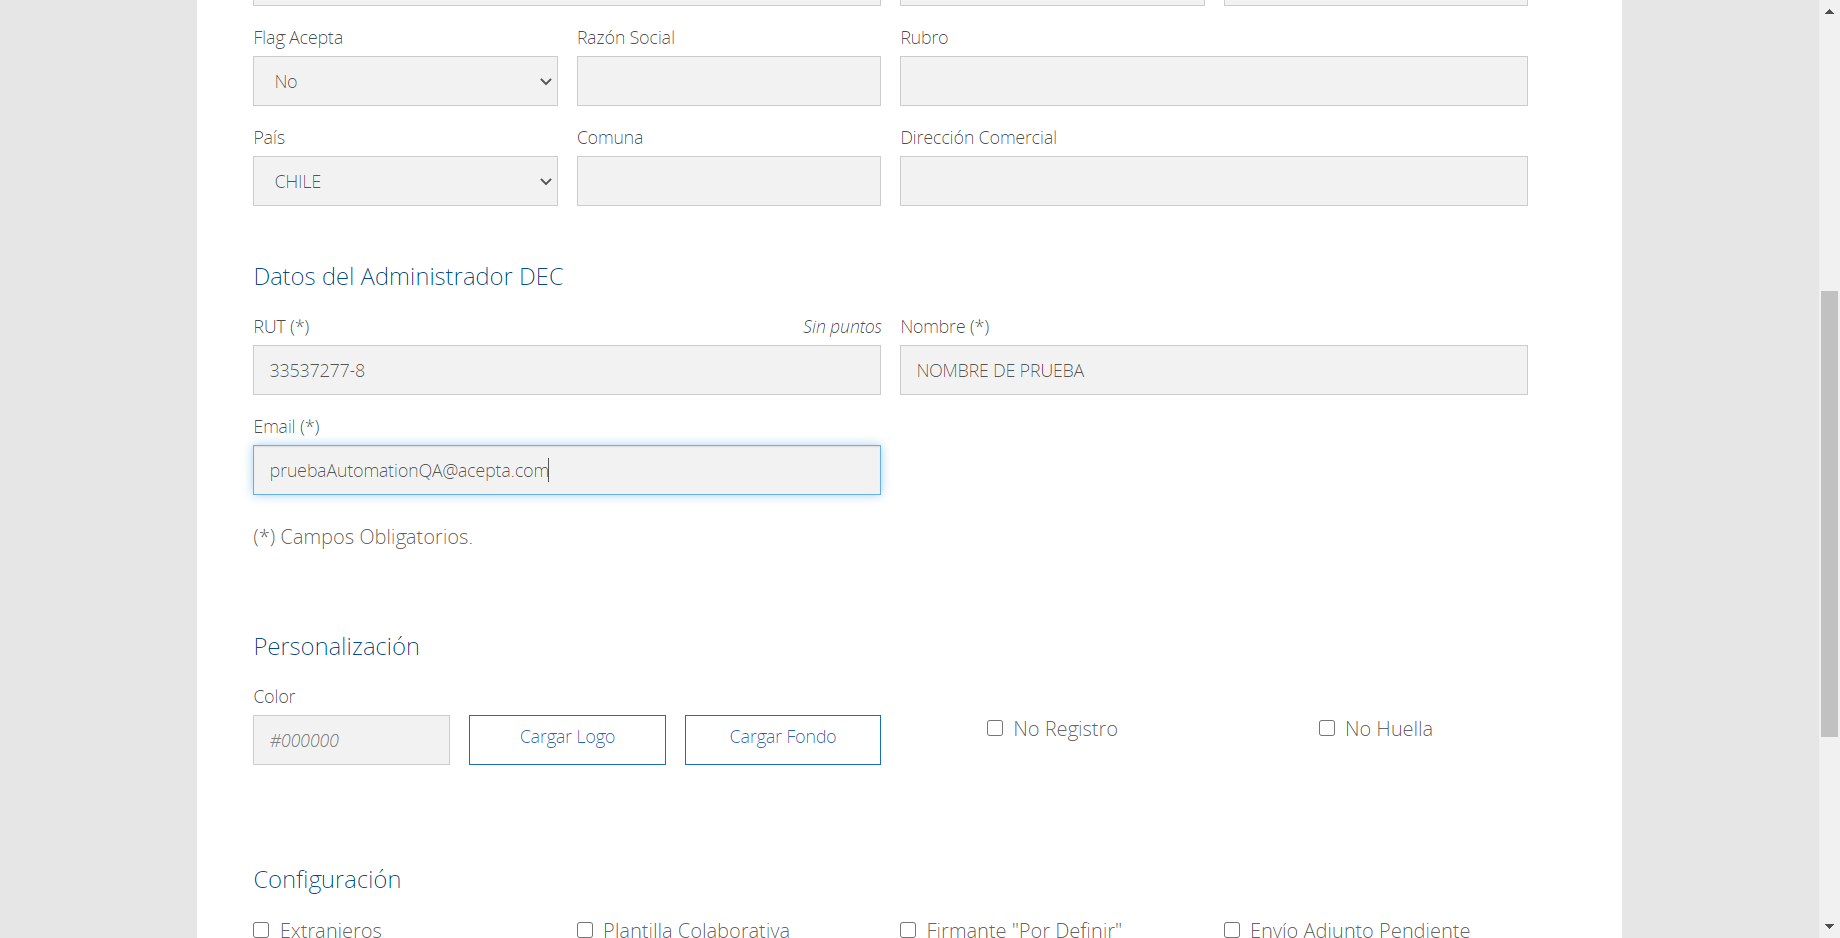 Flag Acepta Razón Social Rubro
No
País Comuna Dirección Comercial
CHILE
Datos del Administrador DEC
RUT (*) Sin puntos Nombre (*)
33537277-8 NOMBRE DE PRUEBA
Email (*)
pruebaAutomationQA@acepta.com
(*) Campos Obligatorios.
Personalización
Color
#000000 Cargar Logo Cargar Fondo No Registro No Huella
Configuración
Extranjeros Plantilla Colaborativa Firmante "Por Definir" Envío Adjunto Pendiente